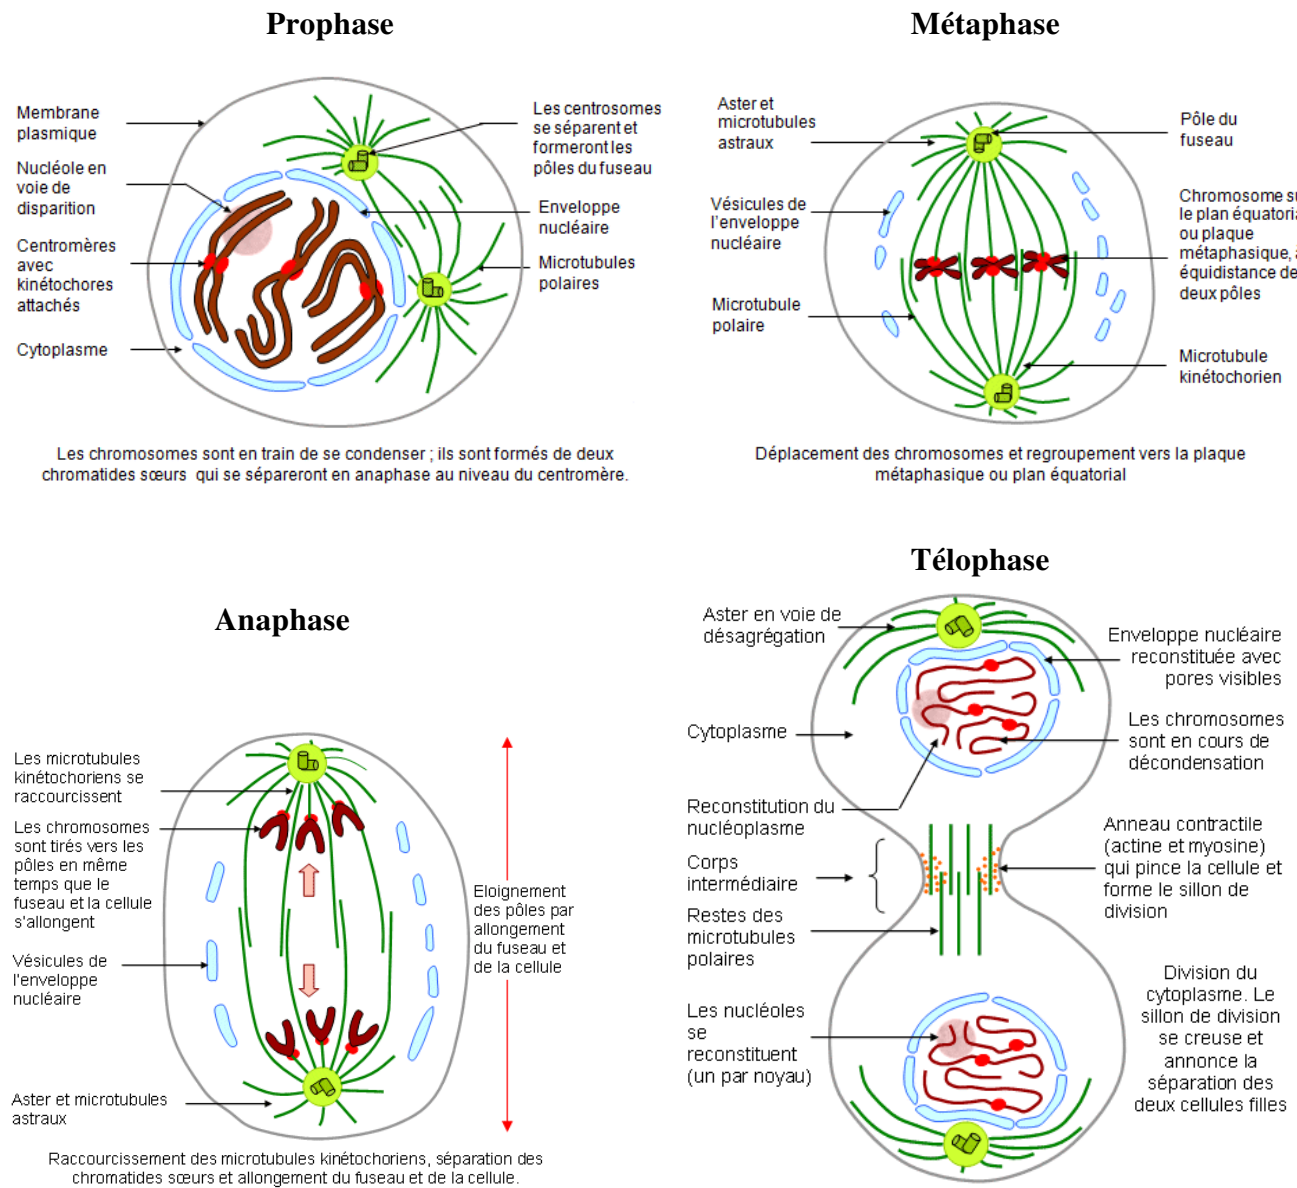 Prophase
Membrane
plasmique
Nucléole en
voie de
disparition
Centromères
avec
kinétochores
attachés
Cytoplasme
Les centrosomes
se séparent et
formeront les
pôles du fuseau
Enveloppe
nucléaire
Microtubules
polaires
Les chromosomes sont en train de se condenser ; ils sont formés de deux
chromatides sœurs qui se sépareront en anaphase au niveau du centromère.
Métaphase
Aster et
microtubules
astraux
Vésicules de
l'enveloppe
nucléaire
Microtubule
polaire
Pôle du
fuseau
Chromosome su
le plan équatoria
ou plaque
métaphasique, à
équidistance de
deux pôles
Microtubule
kinétochorien
Déplacement des chromosomes et regroupement vers la plaque
métaphasique ou plan équatorial
Anaphase
Les microtubules
kinétochoriens se
raccourcissent
Les chromosomes
sont tirés vers les
pôles en même
temps que le
fuseau et la cellule
s'allongent
Vésicules de
l'enveloppe
nucléaire
Aster et microtubules
astraux
Eloignement
des pôles par
allongement
du fuseau et
de la cellule
Raccourcissement des microtubules kinétochoriens, séparation des
chromatides sœurs et allongement du fuseau et de la cellule.
Télophase
Aster en voie de
désagrégation
Cytoplasme
Reconstitution du
nucléoplasme
Corps
intermédiaire
Restes des
microtubules
polaires
Les nucléoles
se
reconstituent
(un par noyau)
Enveloppe nucléaire
reconstituée avec
pores visibles
Les chromosomes
sont en cours de
décondensation
Anneau contractile
(actine et myosine)
qui pince la cellule et
forme le sillon de
division
Division du
cytoplasme. Le
sillon de division
se creuse et
annonce la
séparation des
deux cellules filles